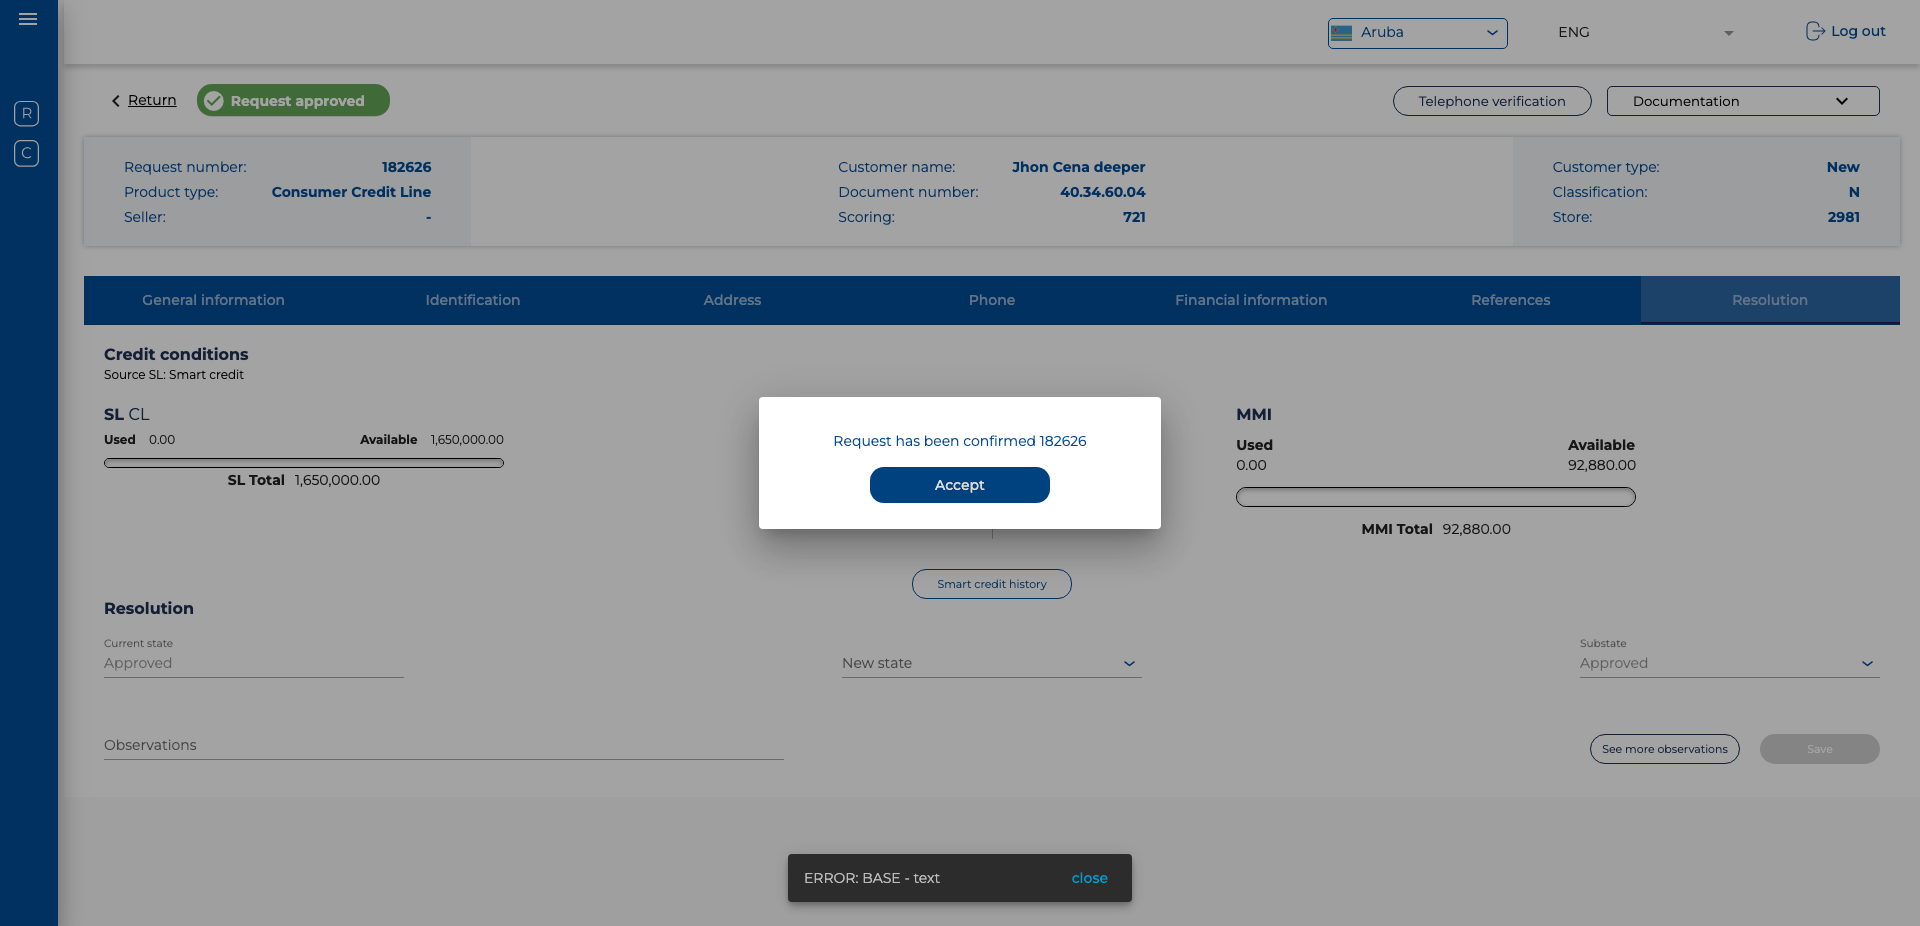 Aruba
ENG
Log out
R
C
Return
Request approved
Telephone verification
Documentation
Request number: 182626
Product type: Consumer Credit Line
Seller: -
Customer name: Jhon Cena deeper
Document number: 40.34.60.04
Scoring: 721
Customer type: New
Classification: N
Store: 2981
General information Identification Address Phone Financial information References Resolution
Credit conditions
Source SL: Smart credit
SL CL
Used 0.00 Available 1,650,000.00
SL Total 1,650,000.00
MMI
Used Available
0.00 92,880.00
MMI Total 92,880.00
Request has been confirmed 182626
Accept
Smart credit history
Resolution
Current state
Approved
New state
Substate
Approved
Observations
See more observations
Save
ERROR: BASE - text close